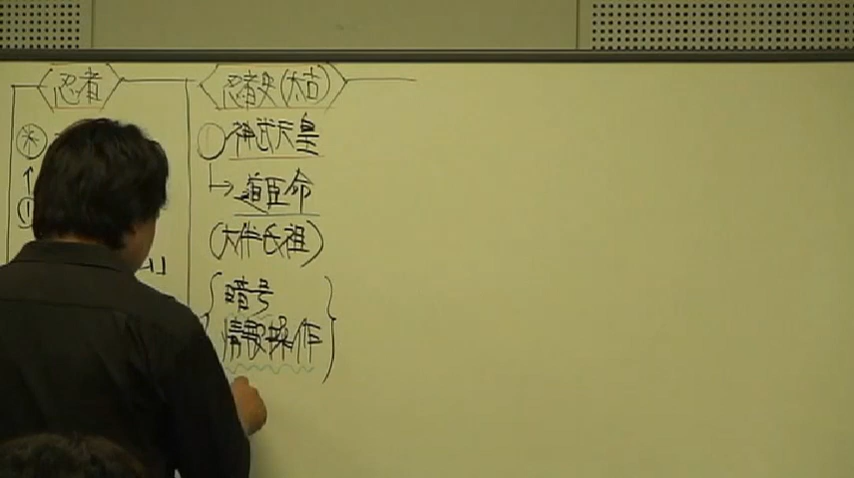 忍者
忍者史(太古)
① 神武天皇
↳ 道臣命
(大伴氏祖)
{暗号
情報操作}